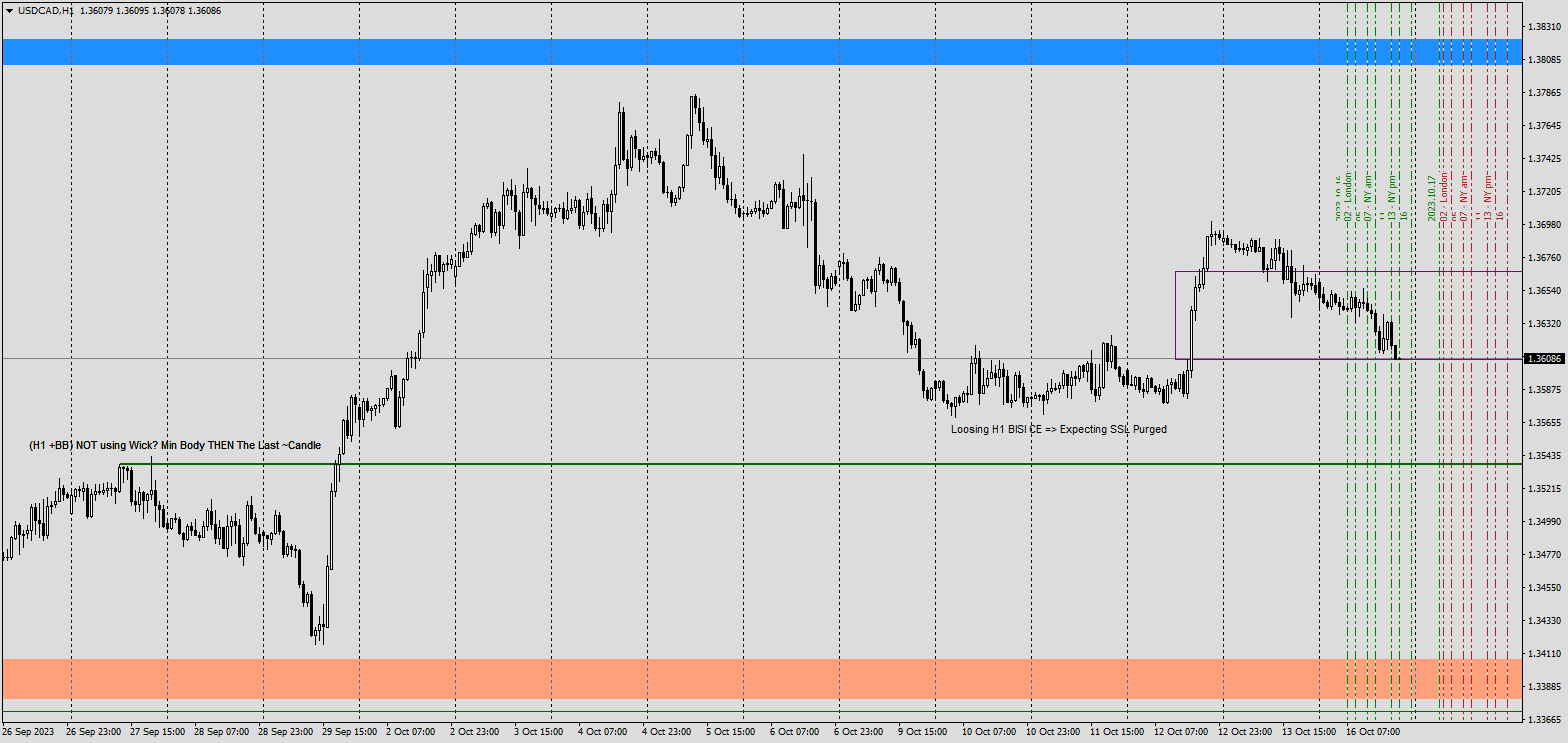 USDCAD,H1 1.36079 1.36095 1.36078 1.36086
1.38310
1.38085
1.37865
1.37645
1.37425
1.37205
1.36980
1.36760
1.36540
1.36320
1.36086
1.35875
1.35655
1.35435
1.35215
1.34990
1.34770
1.34550
1.34330
1.34110
1.33885
1.33665
02 - London
07 - NY am
11
13 - NY pm
16
2023.10.17
02 - London
05
07 - NY am
11
13 - NY pm
16
Loosing H1 BISI CE => Expecting SSL Purged
(H1 +BB) NOT using Wick? Min Body THEN The Last ~Candle
26 Sep 2023
26 Sep 23:00
27 Sep 15:00
28 Sep 07:00
28 Sep 23:00
29 Sep 15:00
2 Oct 07:00
2 Oct 23:00
3 Oct 15:00
4 Oct 07:00
4 Oct 23:00
5 Oct 15:00
6 Oct 07:00
6 Oct 23:00
9 Oct 15:00
10 Oct 07:00
10 Oct 23:00
11 Oct 15:00
12 Oct 07:00
12 Oct 23:00
13 Oct 15:00
16 Oct 07:00